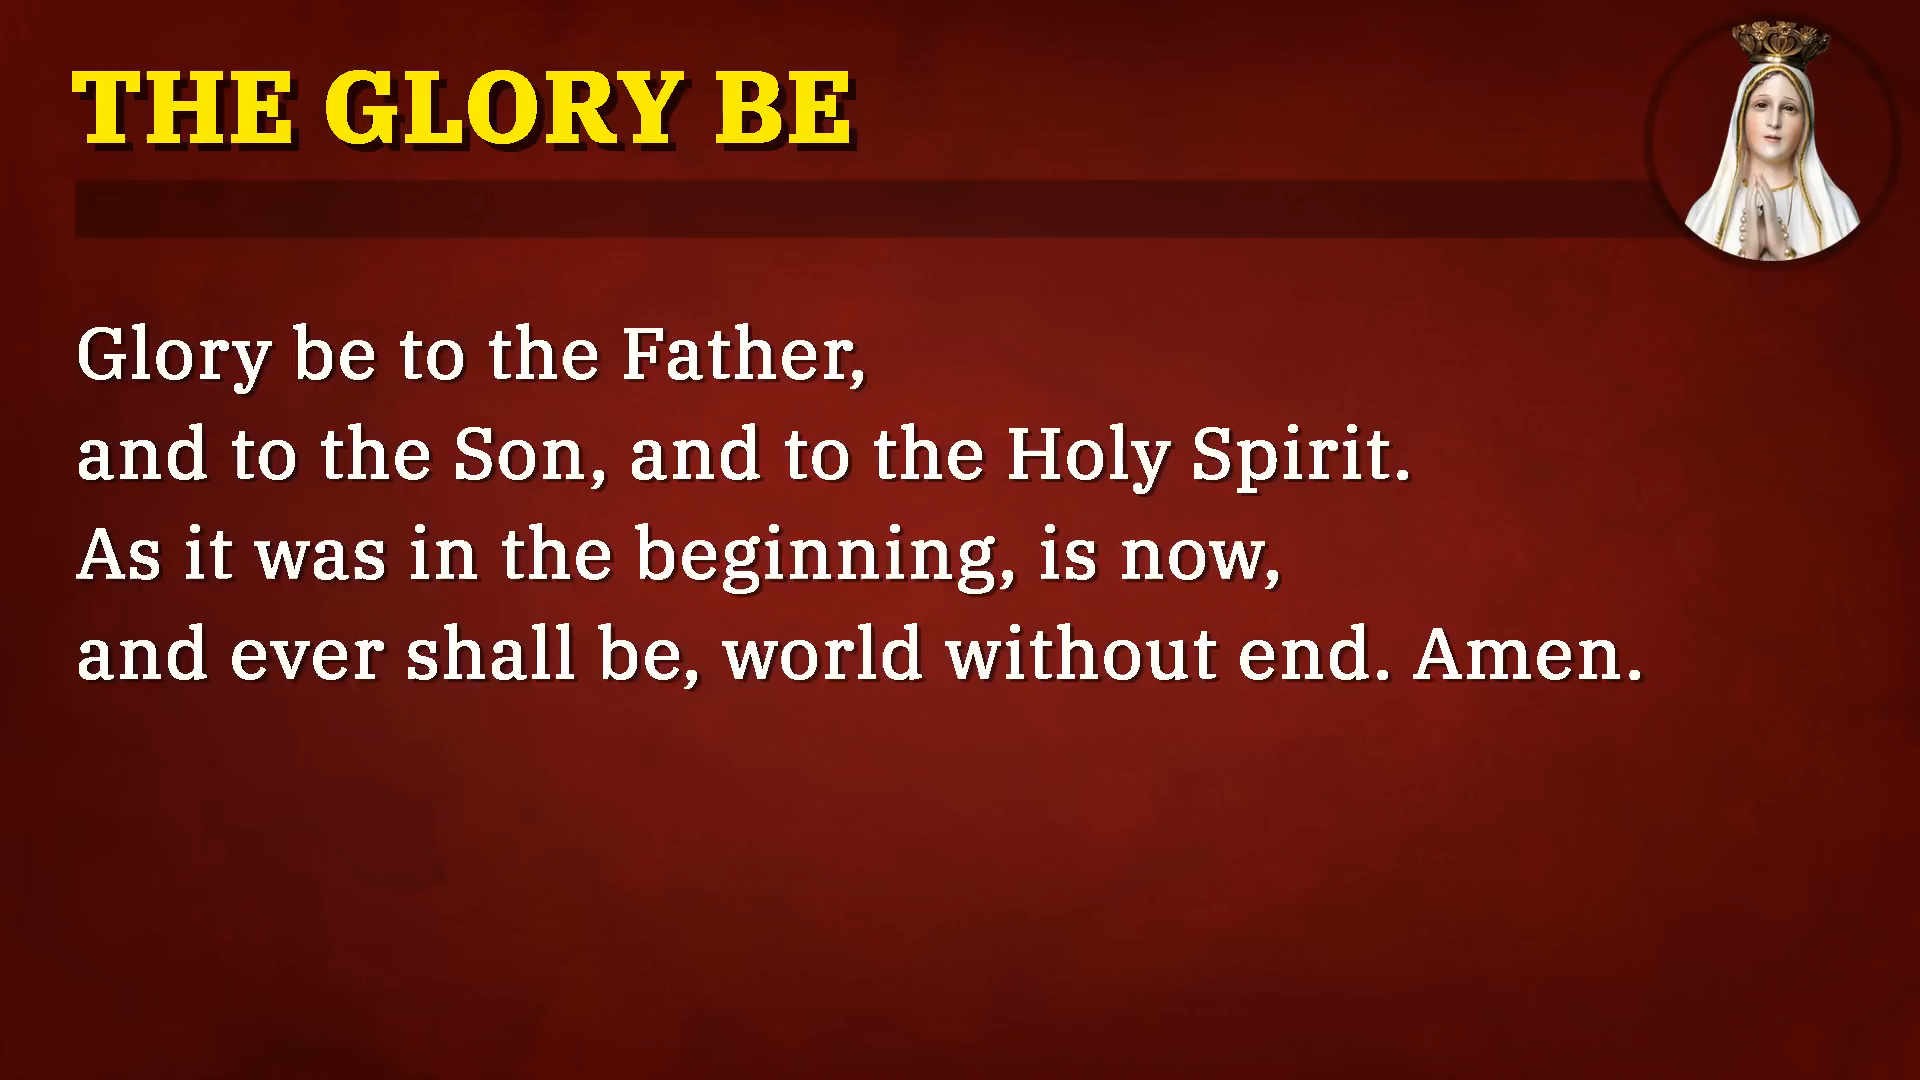 THE GLORY BE
Glory be to the Father,
and to the Son, and to the Holy Spirit.
As it was in the beginning, is now,
and ever shall be, world without end. Amen.